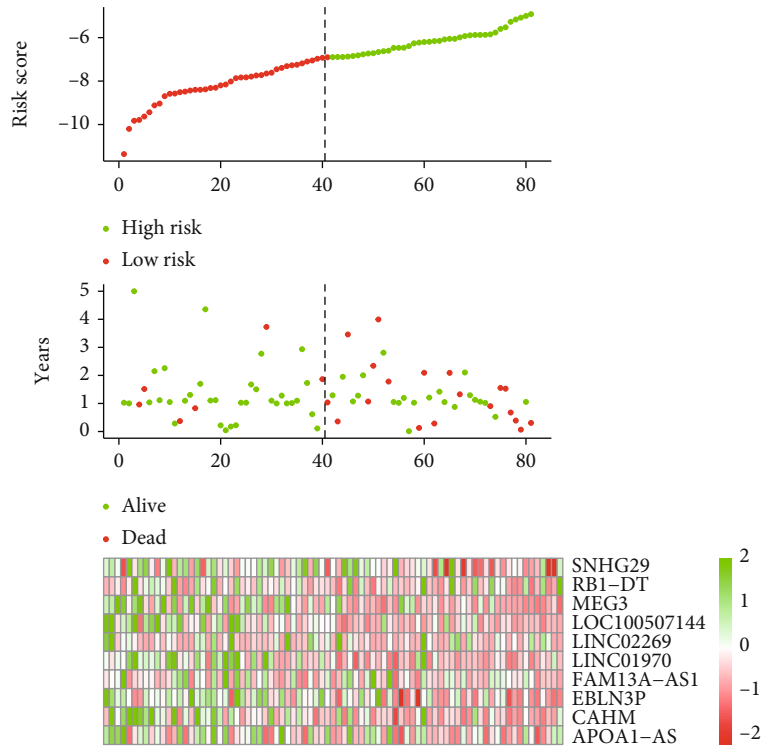 Risk score
−6
−8
−10
0 20 40 60 80
High risk
Low risk
Years
5
4
3
2
1
0
0 20 40 60 80
Alive
Dead
SNHG29
RB1−DT
MEG3
LOC100507144
LINC02269
LINC01970
FAM13A−AS1
EBLN3P
CAHM
APOA1−AS
2
1
0
−1
−2